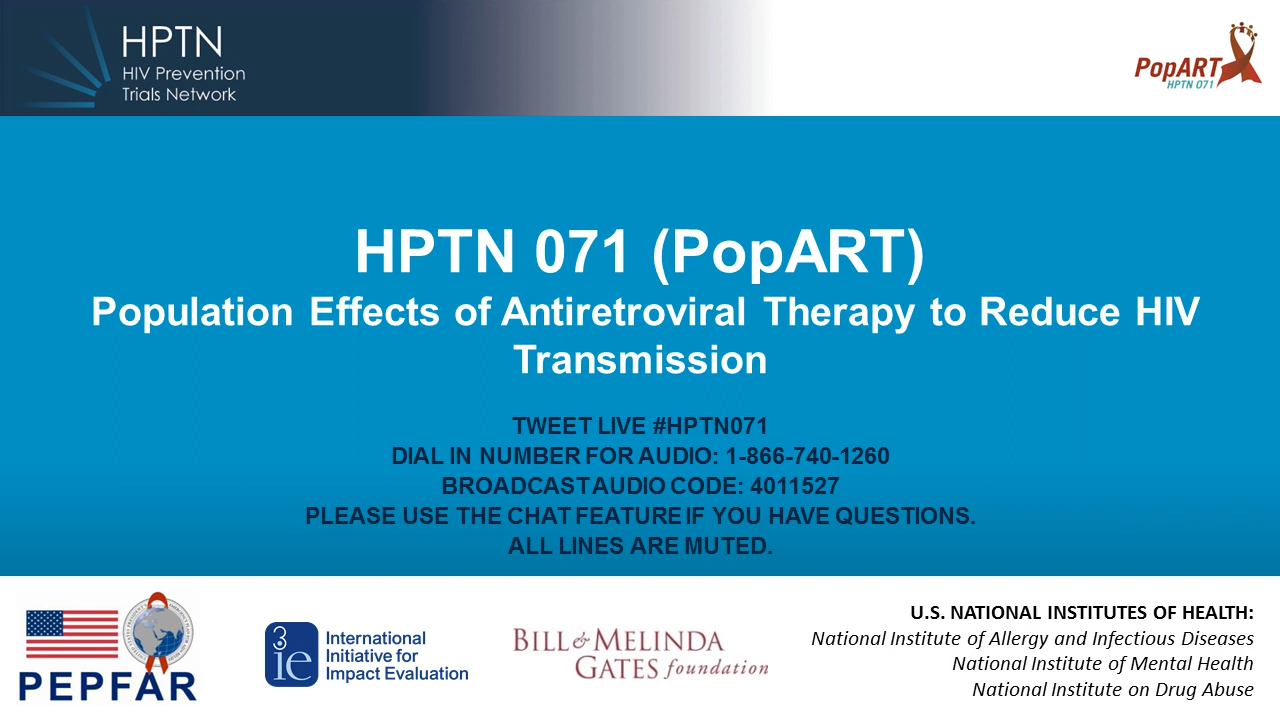 HPTN
HIV Prevention
Trials Network
PopART
HPTN 071
HPTN 071 (PopART)
Population Effects of Antiretroviral Therapy to Reduce HIV
Transmission
TWEET LIVE #HPTN071
DIAL IN NUMBER FOR AUDIO: 1-866-740-1260
BROADCAST AUDIO CODE: 4011527
PLEASE USE THE CHAT FEATURE IF YOU HAVE QUESTIONS.
ALL LINES ARE MUTED.
PEPFAR
3ie
International
Initiative for
Impact Evaluation
BILL & MELINDA
GATES foundation
U.S. NATIONAL INSTITUTES OF HEALTH:
National Institute of Allergy and Infectious Diseases
National Institute of Mental Health
National Institute on Drug Abuse